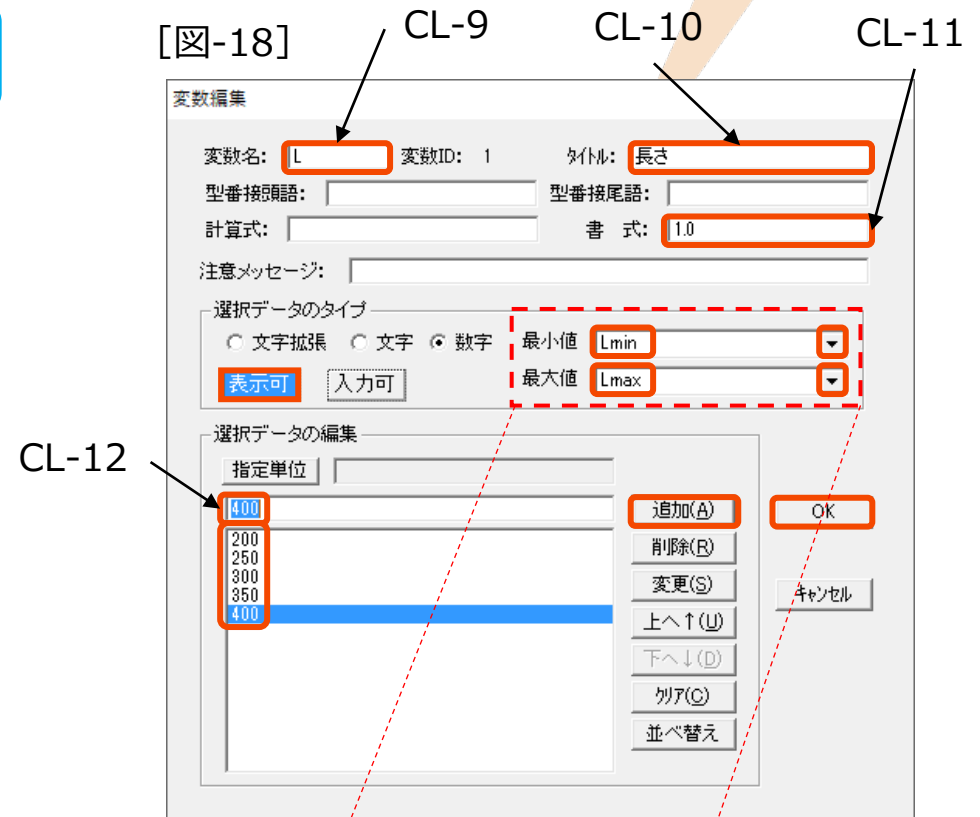 [図-18]
CL-9
CL-10
CL-11
変数編集
変数名: L 変数ID: 1 ﾀｲﾄﾙ: 長さ
型番接頭語: 型番接尾語:
計算式: 書 式: 1.0
注意メッセージ:
選択データのタイプ
文字拡張 文字 数字 最小値 Lmin
表示可 入力可 最大値 Lmax
選択データの編集
CL-12
指定単位
400 追加(A) OK
200
250
300
350
400
削除(R)
変更(S) ｷｬﾝｾﾙ
上へ↑(U)
下へ↓(D)
ｸﾘｱ(C)
並べ替え